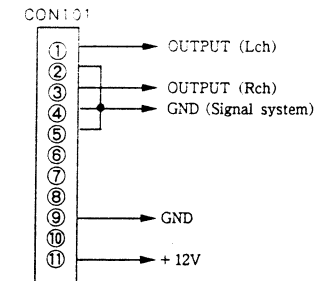 CON101
① OUTPUT (Lch)
②
③ OUTPUT (Rch)
④ GND (Signal system)
⑤
⑥
⑦
⑧
⑨ GND
⑩
⑪ + 12V